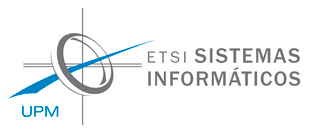 ETSI SISTEMAS
INFORMÁTICOS
UPM